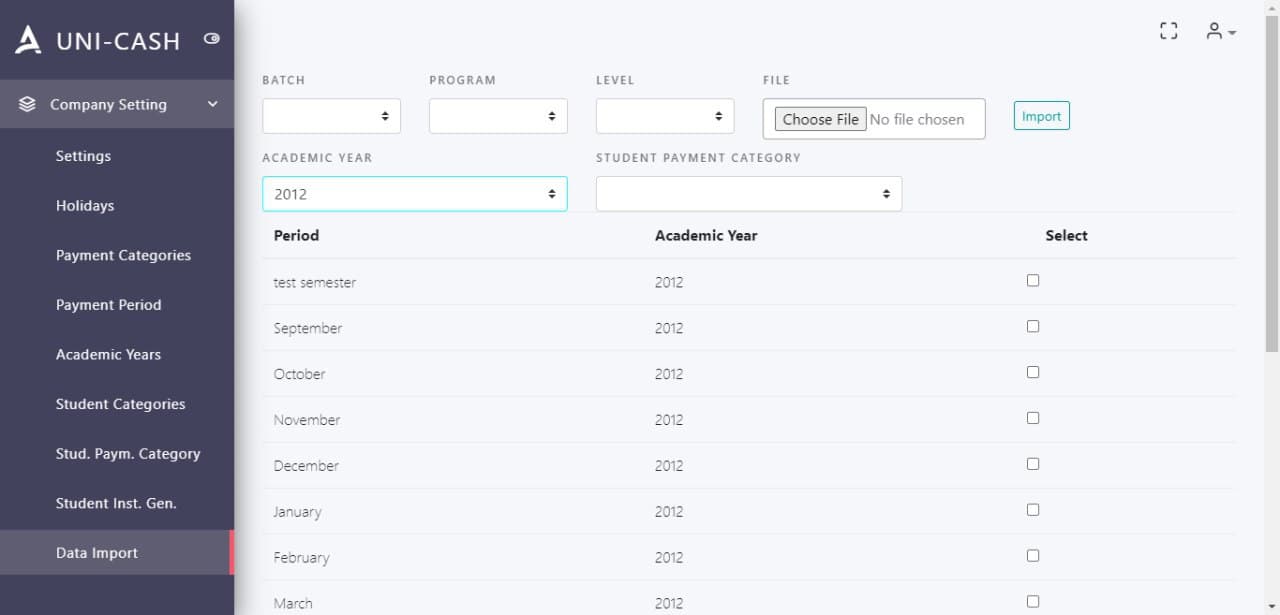 UNI-CASH
Company Setting
Settings
Holidays
Payment Categories
Payment Period
Academic Years
Student Categories
Stud. Paym. Category
Student Inst. Gen.
Data Import
BATCH PROGRAM LEVEL FILE
Choose File No file chosen Import
ACADEMIC YEAR STUDENT PAYMENT CATEGORY
2012
Period Academic Year Select
test semester 2012
September 2012
October 2012
November 2012
December 2012
January 2012
February 2012
March 2012